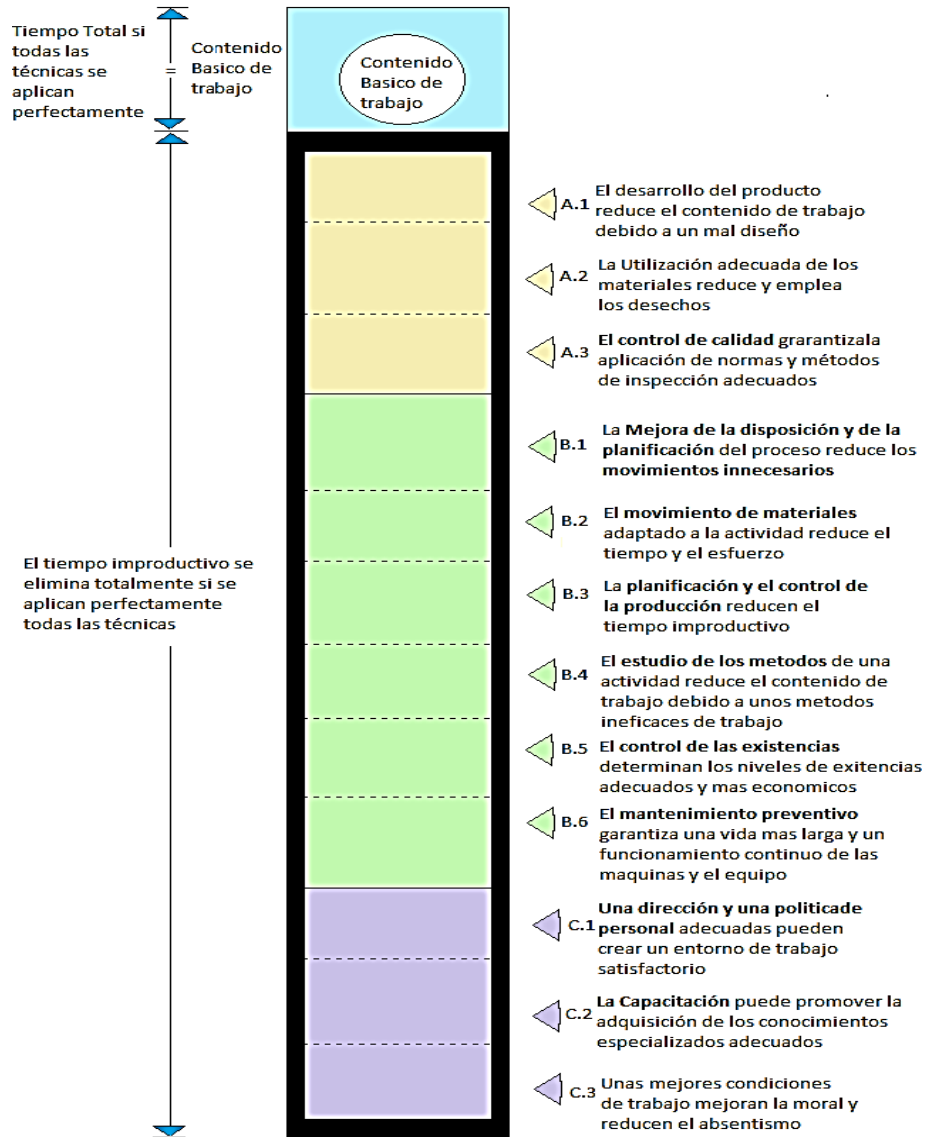 Tiempo Total si
todas las
técnicas se
aplican
perfectamente
=
Contenido
Basico de
trabajo
Contenido
Basico de
trabajo
A.1 El desarrollo del producto
reduce el contenido de trabajo
debido a un mal diseño
A.2 La Utilización adecuada de los
materiales reduce y emplea
los desechos
A.3 El control de calidad grarantizala
aplicación de normas y métodos
de inspección adecuados
B.1 La Mejora de la disposición y de la
planificación del proceso reduce los
movimientos innecesarios
B.2 El movimiento de materiales
adaptado a la actividad reduce el
tiempo y el esfuerzo
El tiempo improductivo se
elimina totalmente si se
aplican perfectamente
todas las técnicas
B.3 La planificación y el control de
la producción reducen el
tiempo improductivo
B.4 El estudio de los metodos de una
actividad reduce el contenido de
trabajo debido a unos metodos
ineficaces de trabajo
B.5 El control de las existencias
determinan los niveles de exitencias
adecuados y mas economicos
B.6 El mantenimiento preventivo
garantiza una vida mas larga y un
funcionamiento continuo de las
maquinas y el equipo
C.1 Una dirección y una politicade
personal adecuadas pueden
crear un entorno de trabajo
satisfactorio
C.2 La Capacitación puede promover la
adquisición de los conocimientos
especializados adecuados
C.3 Unas mejores condiciones
de trabajo mejoran la moral y
reducen el absentismo